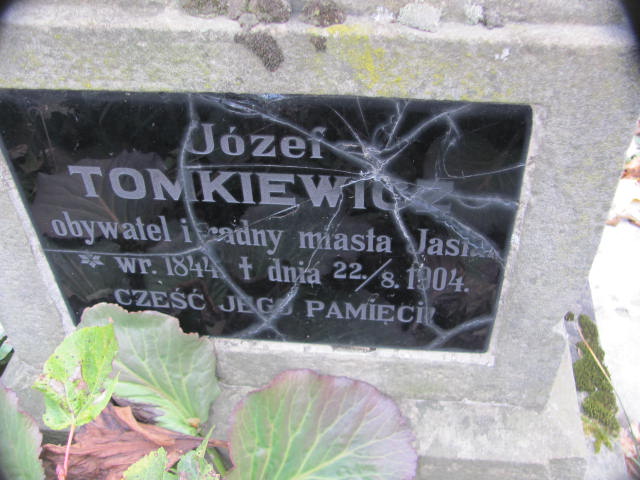 Józef
TOMKIEWICZ
obywatel i radny miasta Jasła
* wr. 1844 † dnia 22./8. 1904.
CZEŚĆ JEGO PAMIĘCI!